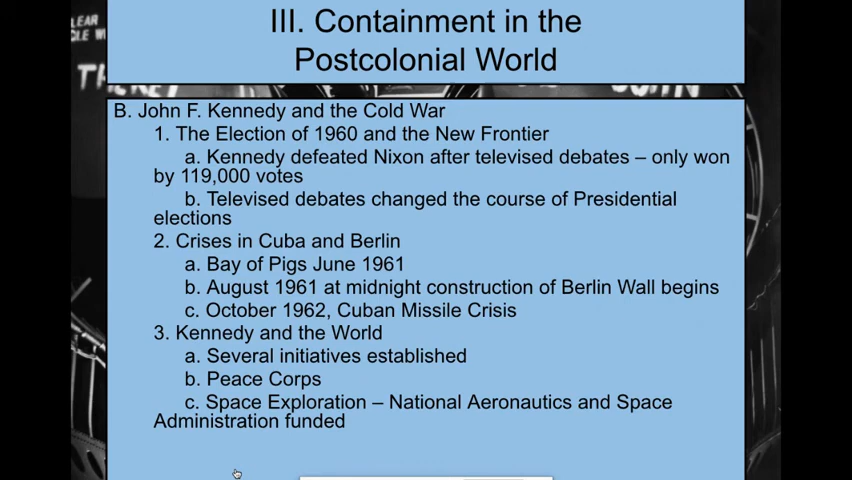 LEAR
CLE W
THERE
JOHN
III. Containment in the
Postcolonial World
B. John F. Kennedy and the Cold War
1. The Election of 1960 and the New Frontier
a. Kennedy defeated Nixon after televised debates – only won
by 119,000 votes
b. Televised debates changed the course of Presidential
elections
2. Crises in Cuba and Berlin
a. Bay of Pigs June 1961
b. August 1961 at midnight construction of Berlin Wall begins
c. October 1962, Cuban Missile Crisis
3. Kennedy and the World
a. Several initiatives established
b. Peace Corps
c. Space Exploration – National Aeronautics and Space
Administration funded